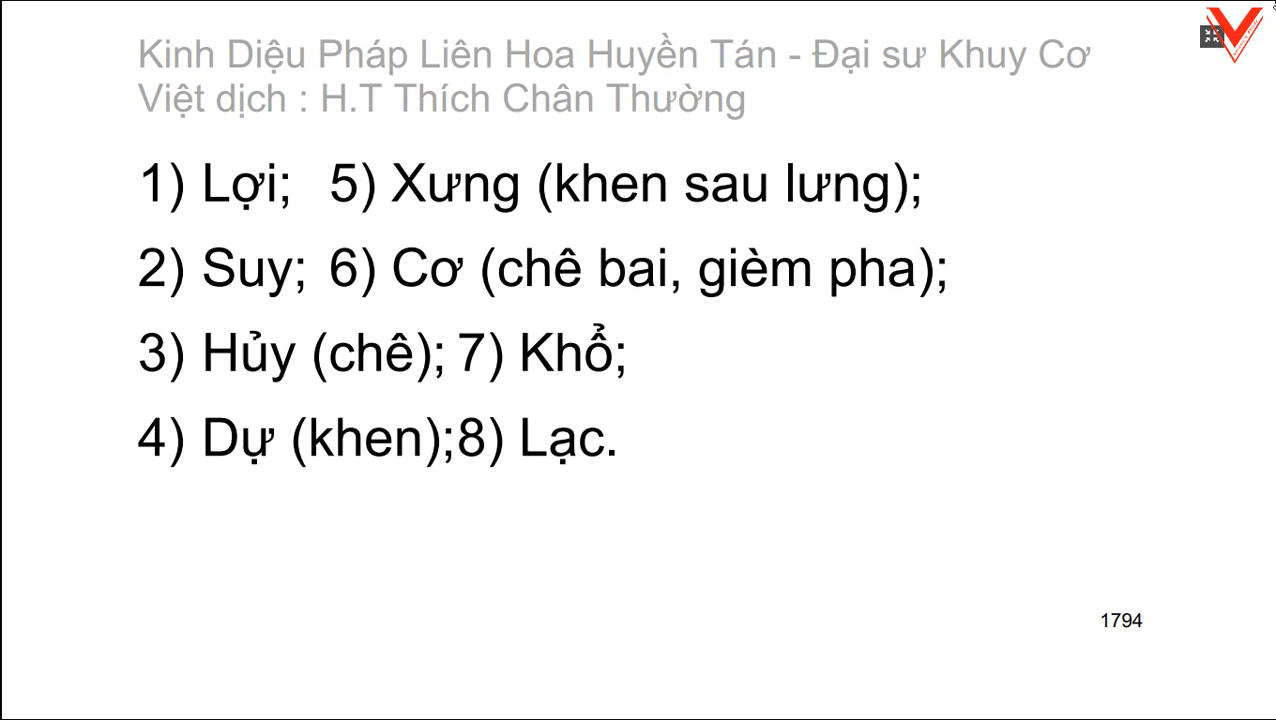 Kinh Diệu Pháp Liên Hoa Huyền Tán - Đại sư Khuy Cơ
Việt dịch : H.T Thích Chân Thường
1) Lợi; 5) Xưng (khen sau lưng);
2) Suy; 6) Cơ (chê bai, gièm pha);
3) Hủy (chê); 7) Khổ;
4) Dự (khen);8) Lạc.
1794